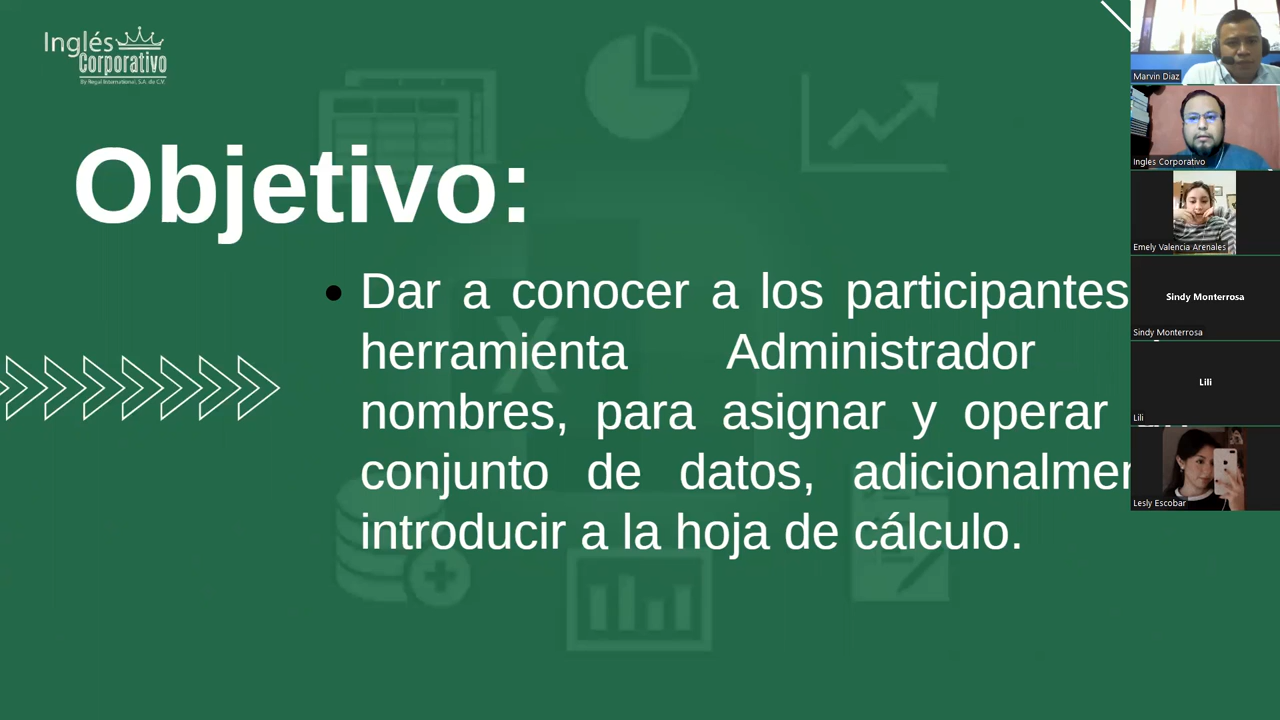 Inglés
Corporativo
By Regal International, S.A. de C.V.
Objetivo:
Dar a conocer a los participantes
herramienta Administrador
nombres, para asignar y operar
conjunto de datos, adicionalmen
introducir a la hoja de cálculo.
Marvin Diaz
Ingles Corporativo
Emely Valencia Arenales
Sindy Monterrosa
Sindy Monterrosa
Lili
Lili
Lesly Escobar